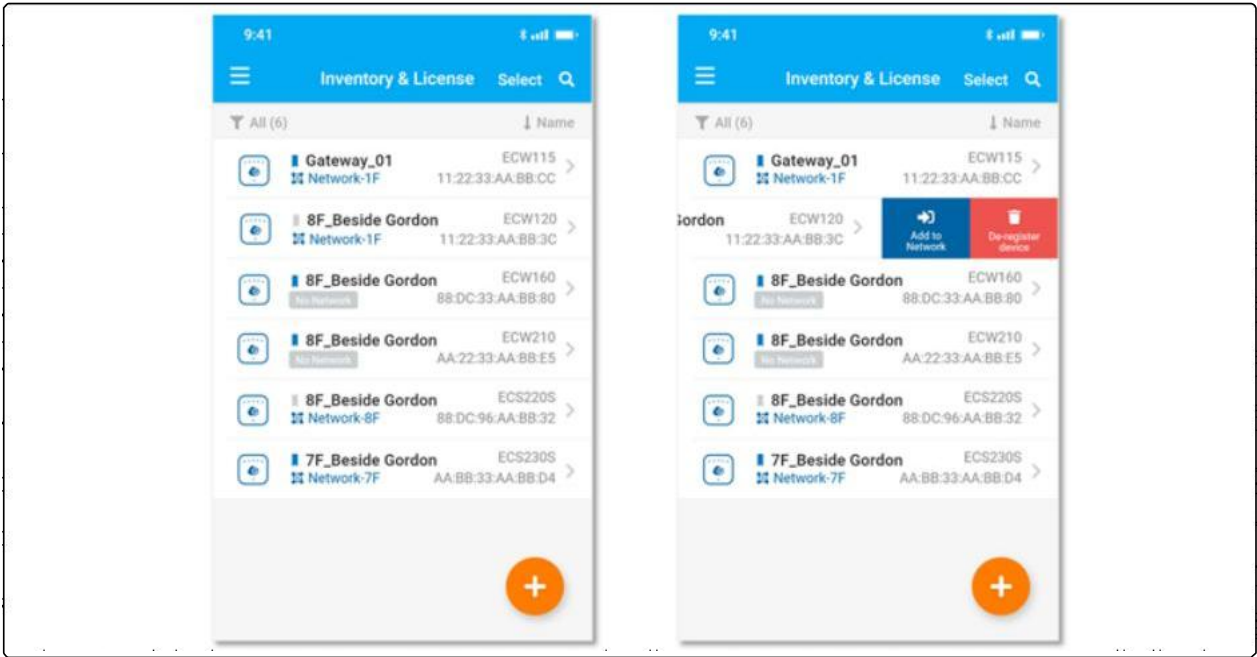 9:41
Inventory & License Select
All (6) Name
Gateway_01 ECW115
Network-1F 11:22:33:AA:BB:CC
8F_Beside Gordon ECW120
Network-1F 11:22:33:AA:BB:3C
8F_Beside Gordon ECW160
No Network 88:DC:33:AA:BB:80
8F_Beside Gordon ECW210
No Network AA:22:33:AA:BB:E5
8F_Beside Gordon ECS220S
Network-8F 88:DC:96:AA:BB:32
7F_Beside Gordon ECS230S
Network-7F AA:BB:33:AA:BB:D4
+
9:41
Inventory & License Select
All (6) Name
Gateway_01 ECW115
Network-1F 11:22:33:AA:BB:CC
Gordon ECW120
11:22:33:AA:BB:3C
Add to
Network
De-register
device
8F_Beside Gordon ECW160
No Network 88:DC:33:AA:BB:80
8F_Beside Gordon ECW210
No Network AA:22:33:AA:BB:E5
8F_Beside Gordon ECS220S
Network-8F 88:DC:96:AA:BB:32
7F_Beside Gordon ECS230S
Network-7F AA:BB:33:AA:BB:D4
+